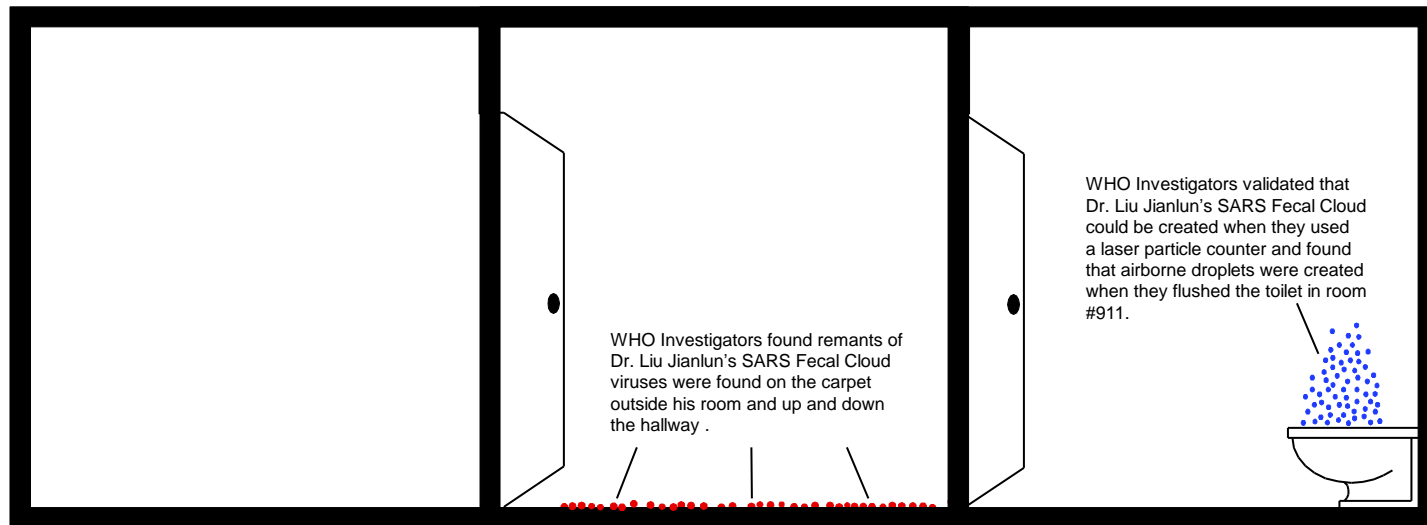 WHO Investigators found remants of
Dr. Liu Jianlun's SARS Fecal Cloud
viruses were found on the carpet
outside his room and up and down
the hallway .
WHO Investigators validated that
Dr. Liu Jianlun's SARS Fecal Cloud
could be created when they used
a laser particle counter and found
that airborne droplets were created
when they flushed the toilet in room
#911.